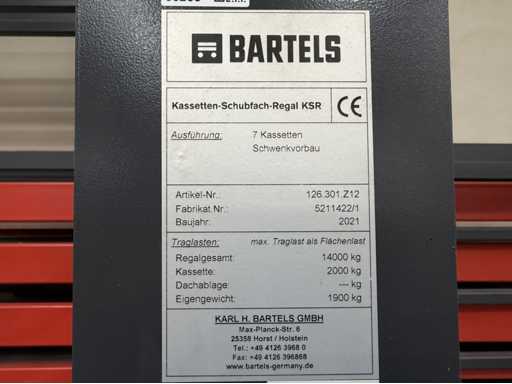 BARTELS
Kassetten-Schubfach-Regal KSR CE
Ausführung: 7 Kassetten
Schwenkvorbau
Artikel-Nr.: 126.301.Z12
Fabrikat.Nr.: 5211422/1
Baujahr: 2021
Traglasten: max. Traglast als Flächenlast
Regalgesamt: 14000 kg
Kassette: 2000 kg
Dachablage: --- kg
Eigengewicht: 1900 kg
KARL H. BARTELS GMBH
Max-Planck-Str. 6
25358 Horst / Holstein
Tel.: +49 4126 3968 0
Fax: +49 4126 396868
www.bartels-germany.de